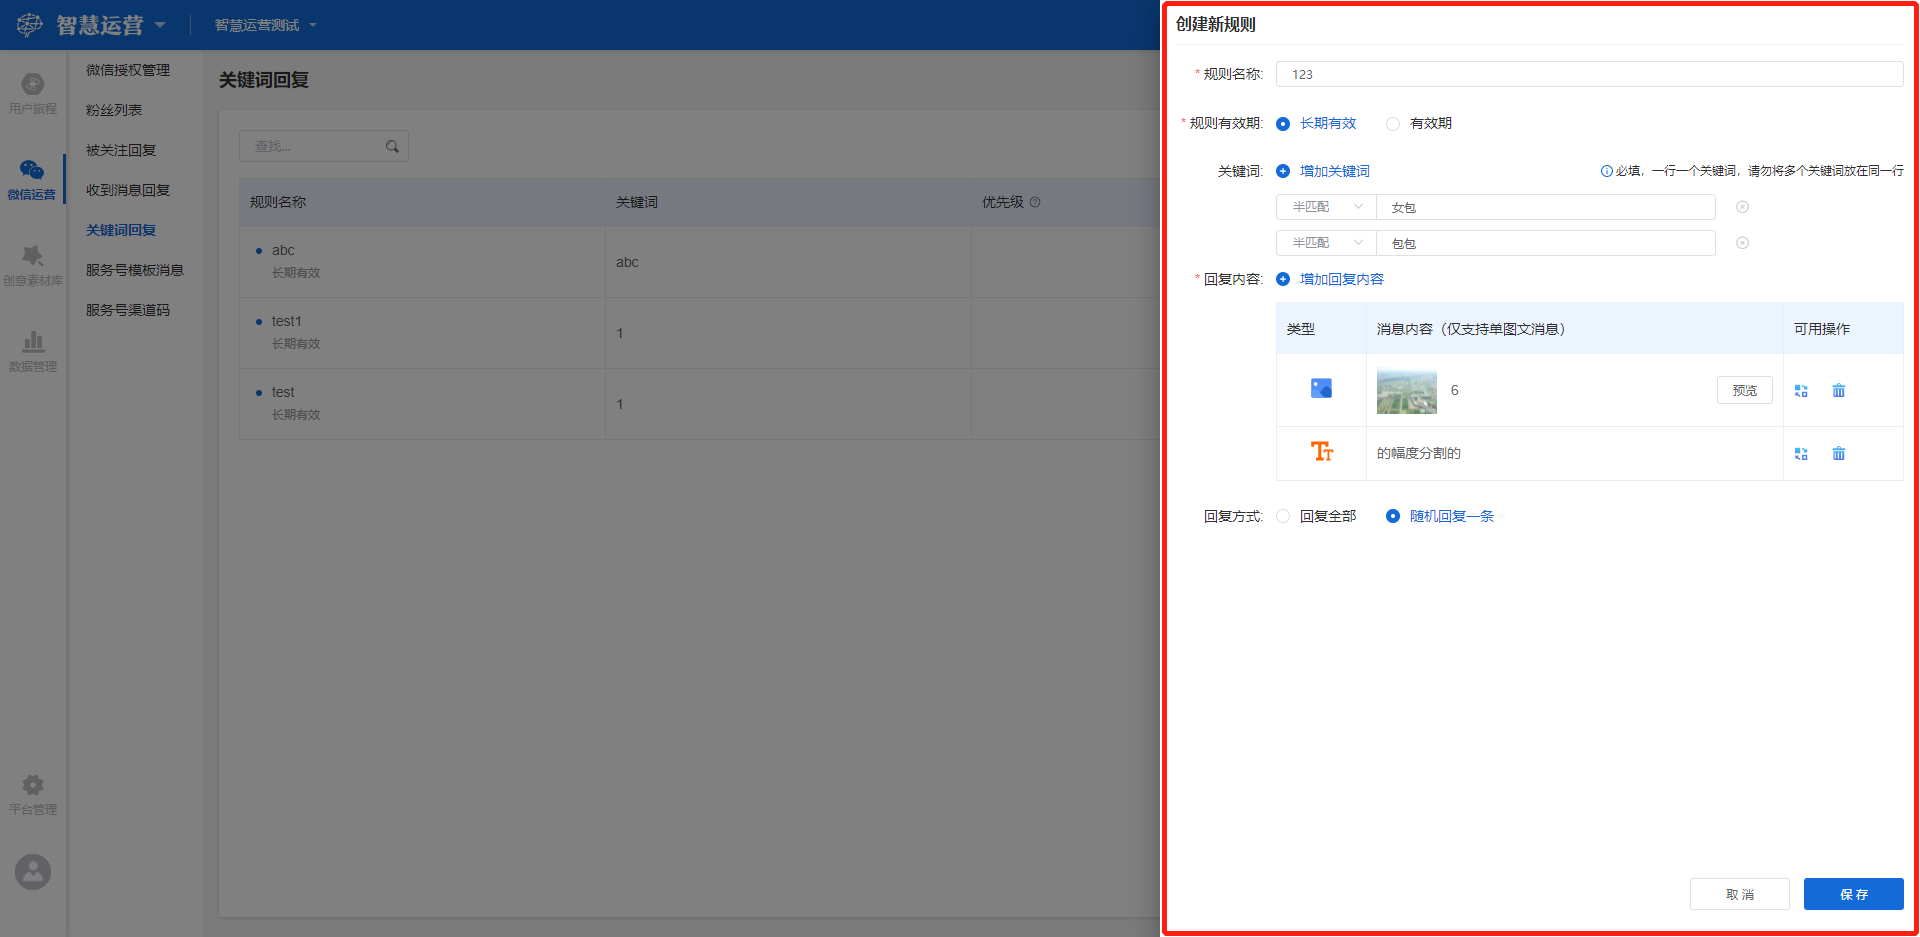 智慧运营
智慧运营测试
用户旅程
微信运营
创意素材库
数据管理
平台管理
微信授权管理
粉丝列表
被关注回复
收到消息回复
关键词回复
服务号模板消息
服务号渠道码
关键词回复
查找...
规则名称 关键词 优先级
abc
长期有效
abc
test1
长期有效
1
test
长期有效
1
创建新规则
* 规则名称: 123
* 规则有效期: 长期有效 有效期
关键词: 增加关键词 必填，一行一个关键词，请勿将多个关键词放在同一行
半匹配 女包
半匹配 包包
* 回复内容: 增加回复内容
类型 消息内容（仅支持单图文消息） 可用操作
6 预览
的幅度分割的
回复方式: 回复全部 随机回复一条
取消 保存